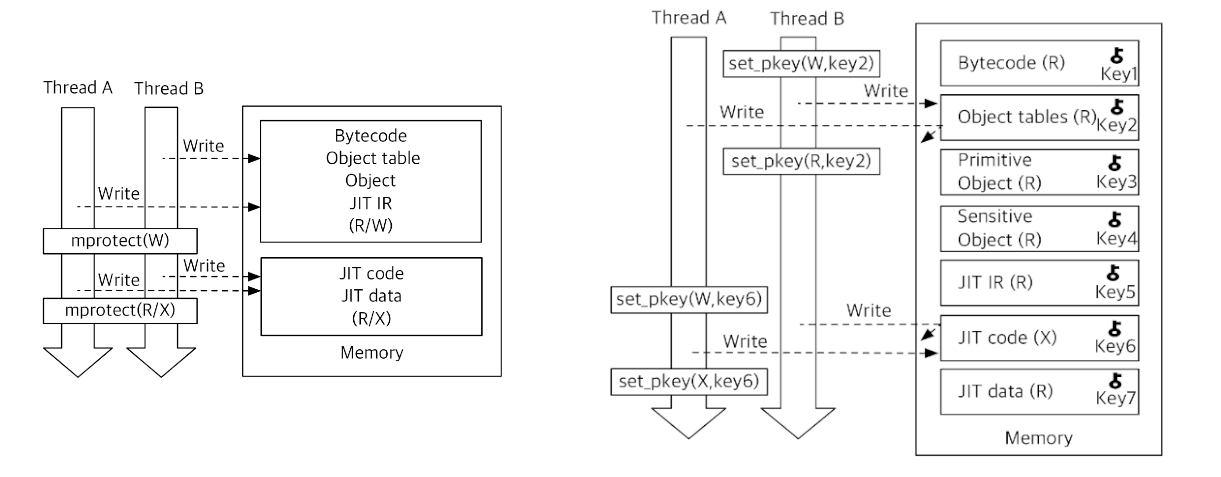 Thread A
Thread B
Write
Write
mprotect(W)
Write
Write
mprotect(R/X)
Bytecode
Object table
Object
JIT IR
(R/W)
JIT code
JIT data
(R/X)
Memory
Thread A
Thread B
set_pkey(W,key2)
Write
Write
set_pkey(R,key2)
set_pkey(W,key6)
Write
Write
set_pkey(X,key6)
Bytecode (R)
Key1
Object tables (R)
Key2
Primitive
Object (R)
Key3
Sensitive
Object (R)
Key4
JIT IR (R)
Key5
JIT code (X)
Key6
JIT data (R)
Key7
Memory